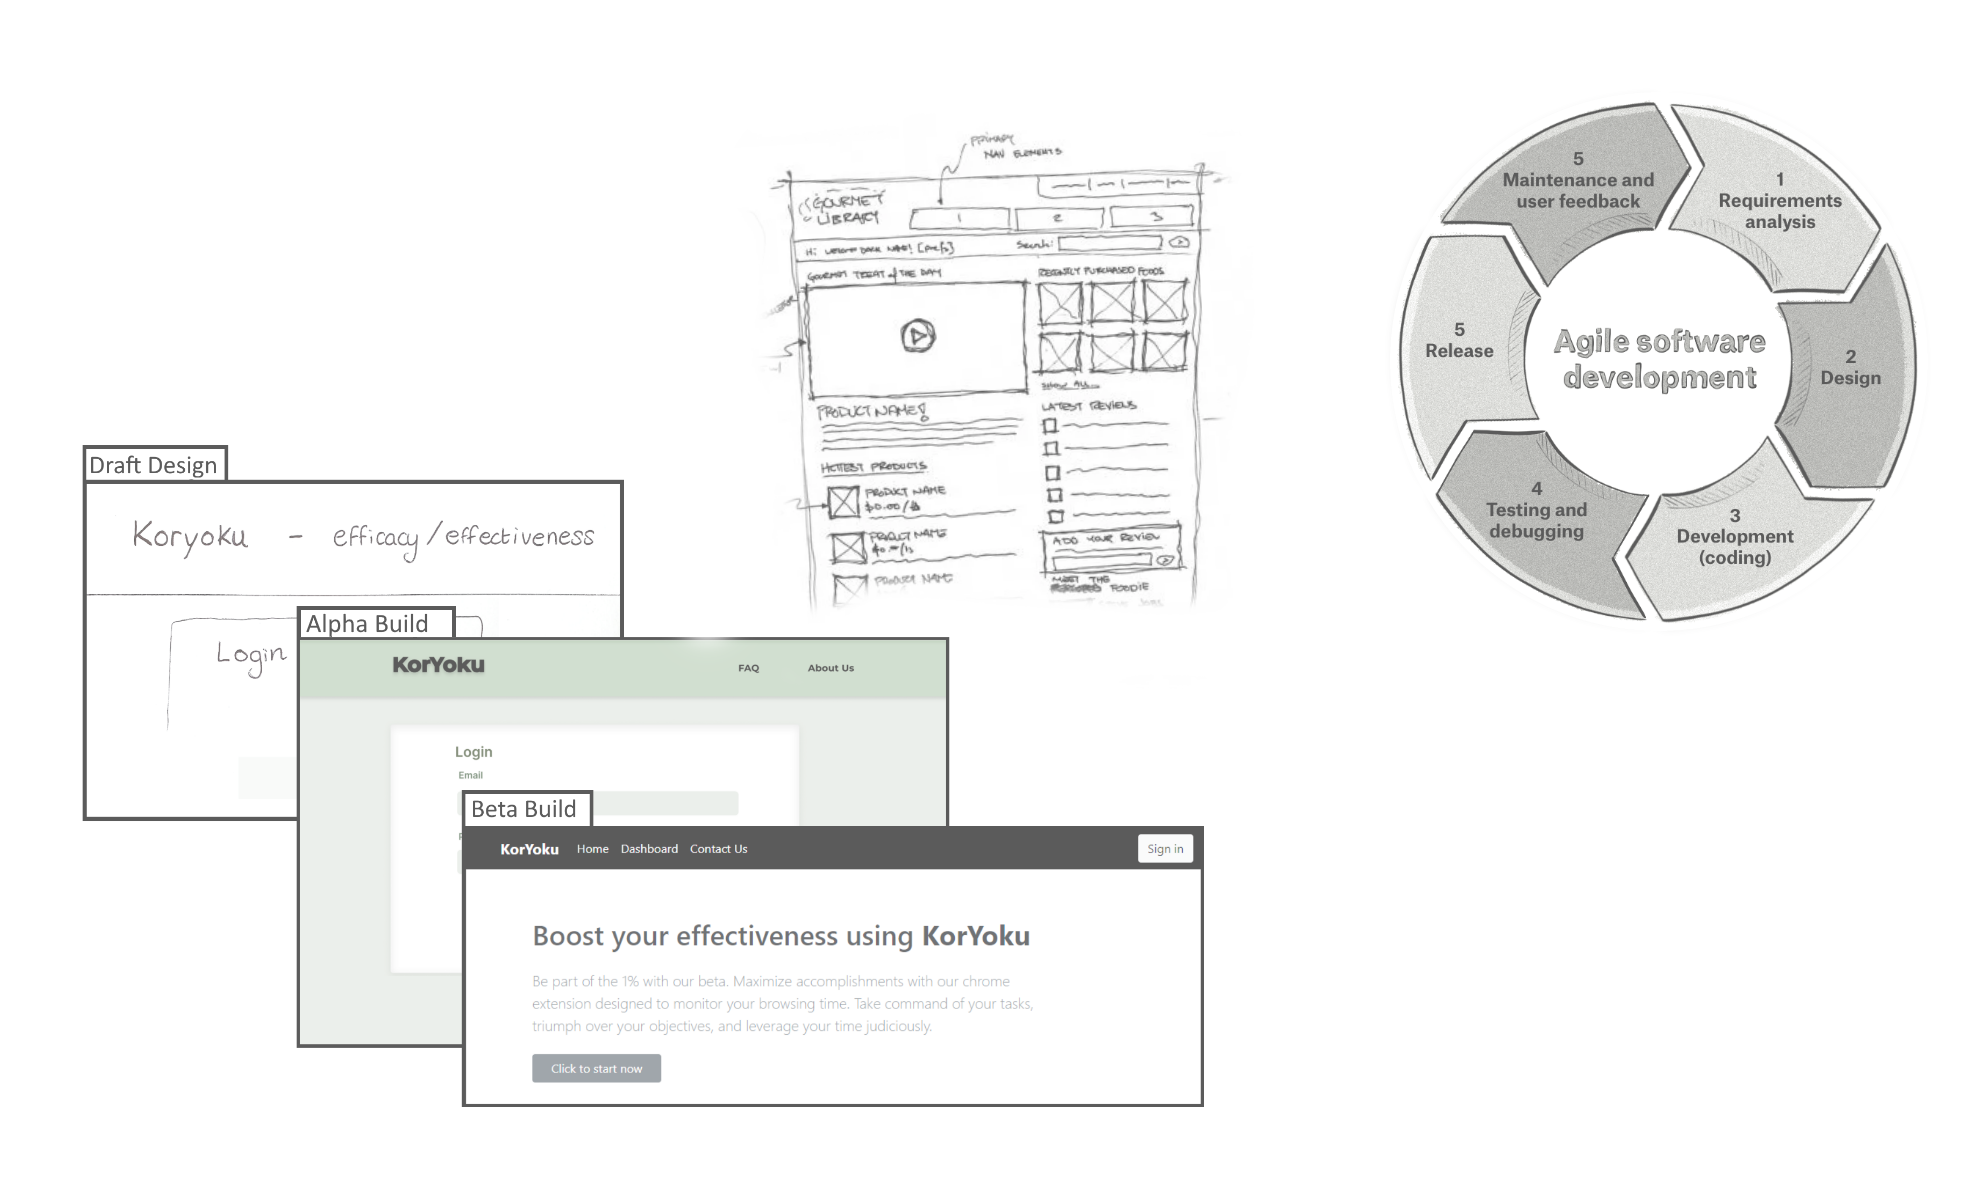 PRIMARY
NAV ELEMENTS
GOURMET
LIBRARY
1
2
3
Hi
[prefs]
Search:
GOURMET TREAT of THE DAY
RECENTLY PURCHASED FOODS
SHOW ALL
PRODUCT NAME!
LATEST REVIEWS
HOTTEST PRODUCTS
PRODUCT NAME
$0.00/
PRODUCT NAME
PRODUCT NAME
ADD YOUR REVIEW
MEET THE
FOODIE
5
Maintenance and
user feedback
1
Requirements
analysis
2
Design
3
Development
(coding)
4
Testing and
debugging
5
Release
Agile software
development
Draft Design
Koryoku - efficacy/effectiveness
Login
Alpha Build
KorYoku
FAQ
About Us
Login
Email
Beta Build
KorYoku Home Dashboard Contact Us
Sign in
Boost your effectiveness using KorYoku
Be part of the 1% with our beta. Maximize accomplishments with our chrome
extension designed to monitor your browsing time. Take command of your tasks,
triumph over your objectives, and leverage your time judiciously.
Click to start now